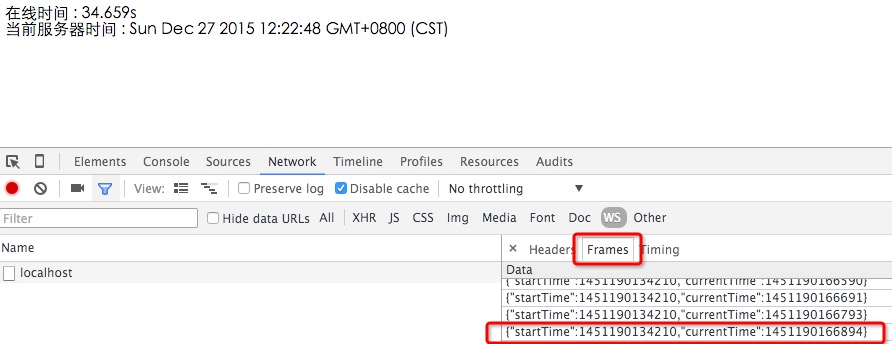 在线时间 : 34.659s
当前服务器时间 : Sun Dec 27 2015 12:22:48 GMT+0800 (CST)
Elements Console Sources Network Timeline Profiles Resources Audits
View: Preserve log Disable cache No throttling ▼
Filter Hide data URLs All XHR JS CSS Img Media Font Doc WS Other
Name × Headers Frames Timing
localhost Data
{"startTime":1451190134210,"currentTime":1451190166590}
{"startTime":1451190134210,"currentTime":1451190166691}
{"startTime":1451190134210,"currentTime":1451190166793}
{"startTime":1451190134210,"currentTime":1451190166894}